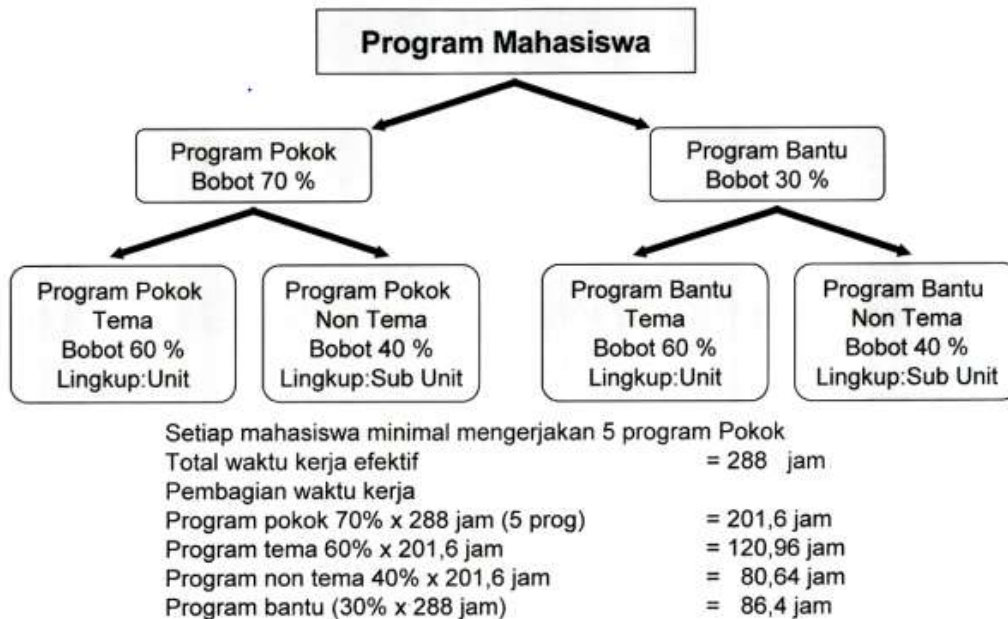 Program Mahasiswa
Program Pokok
Bobot 70 %
Program Bantu
Bobot 30 %
Program Pokok
Tema
Bobot 60 %
Lingkup:Unit
Program Pokok
Non Tema
Bobot 40 %
Lingkup:Sub Unit
Program Bantu
Tema
Bobot 60 %
Lingkup:Unit
Program Bantu
Non Tema
Bobot 40 %
Lingkup:Sub Unit
Setiap mahasiswa minimal mengerjakan 5 program Pokok
Total waktu kerja efektif = 288 jam
Pembagian waktu kerja
Program pokok 70% x 288 jam (5 prog) = 201,6 jam
Program tema 60% x 201,6 jam = 120,96 jam
Program non tema 40% x 201,6 jam = 80,64 jam
Program bantu (30% x 288 jam) = 86,4 jam